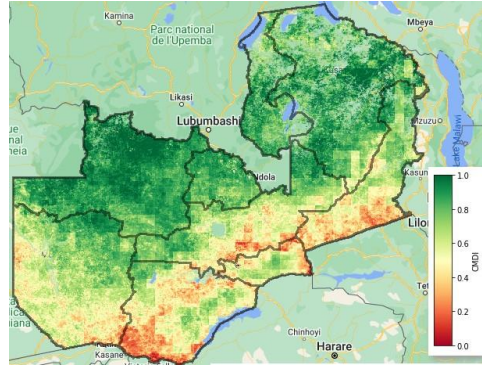 Kamina
Parc national
de l'Upemba
Mbeya
Likasi
Lubumbashi
Mzuzu
Lake Malawi
Ndola
Kasun
1.0
0.8
0.6
0.4
0.2
0.0
CMDI
Lilon
Te
Chinhoyi
Kasane
Harare